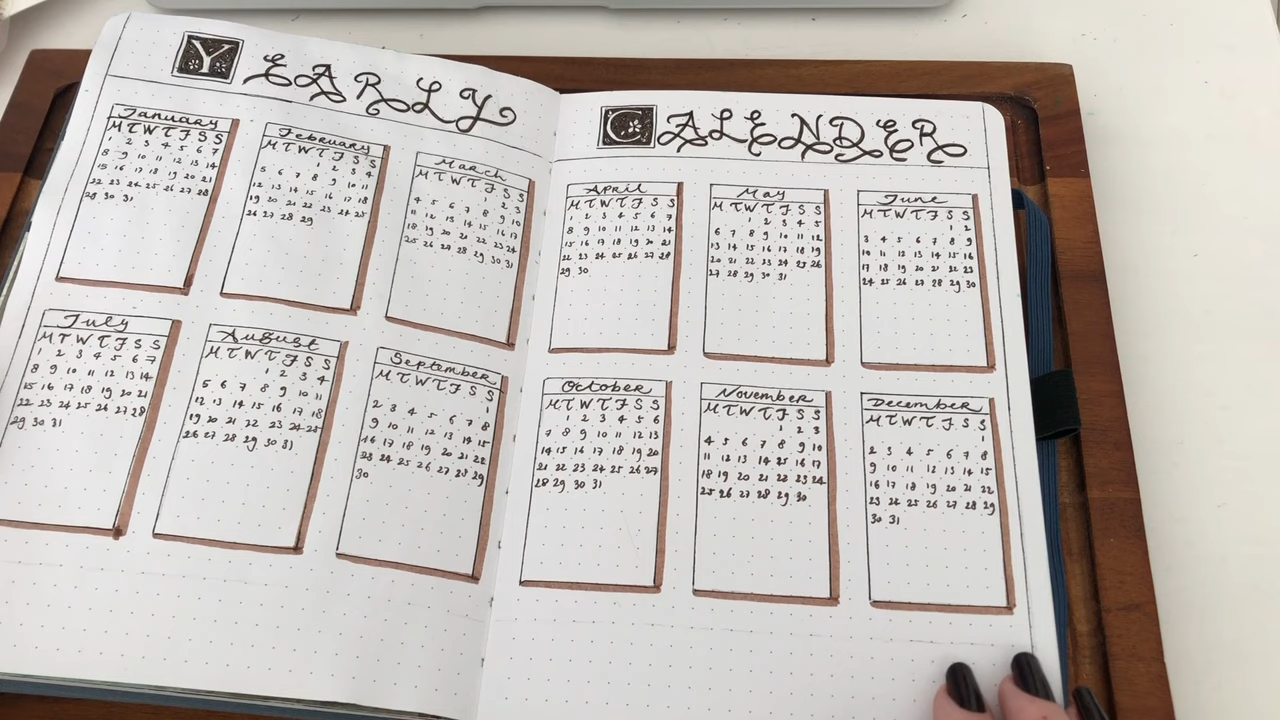 YEARLY
January
M T W T F S S
1 2 3 4 5 6 7
8 9 10 11 12 13 14
15 16 17 18 19 20 21
22 23 24 25 26 27 28
29 30 31
February
M T W T F S S
1 2 3 4
5 6 7 8 9 10 11
12 13 14 15 16 17 18
19 20 21 22 23 24 25
26 27 28 29
March
M T W T F S S
1 2 3
4 5 6 7 8 9 10
11 12 13 14 15 16 17
18 19 20 21 22 23 24
25 26 27 28 29 30 31
July
M T W T F S S
1 2 3 4 5 6 7
8 9 10 11 12 13 14
15 16 17 18 19 20 21
22 23 24 25 26 27 28
29 30 31
August
M T W T F S S
1 2 3 4
5 6 7 8 9 10 11
12 13 14 15 16 17 18
19 20 21 22 23 24 25
26 27 28 29 30 31
September
M T W T F S S
1
2 3 4 5 6 7 8
9 10 11 12 13 14 15
16 17 18 19 20 21 22
23 24 25 26 27 28 29
30
CALENDER
April
M T W T F S S
1 2 3 4 5 6 7
8 9 10 11 12 13 14
15 16 17 18 19 20 21
22 23 24 25 26 27 28
29 30
May
M T W T F S S
1 2 3 4 5
6 7 8 9 10 11 12
13 14 15 16 17 18 19
20 21 22 23 24 25 26
27 28 29 30 31
June
M T W T F S S
1 2
3 4 5 6 7 8 9
10 11 12 13 14 15 16
17 18 19 20 21 22 23
24 25 26 27 28 29 30
October
M T W T F S S
1 2 3 4 5 6
7 8 9 10 11 12 13
14 15 16 17 18 19 20
21 22 23 24 25 26 27
28 29 30 31
November
M T W T F S S
1 2 3
4 5 6 7 8 9 10
11 12 13 14 15 16 17
18 19 20 21 22 23 24
25 26 27 28 29 30
December
M T W T F S S
1
2 3 4 5 6 7 8
9 10 11 12 13 14 15
16 17 18 19 20 21 22
23 24 25 26 27 28 29
30 31